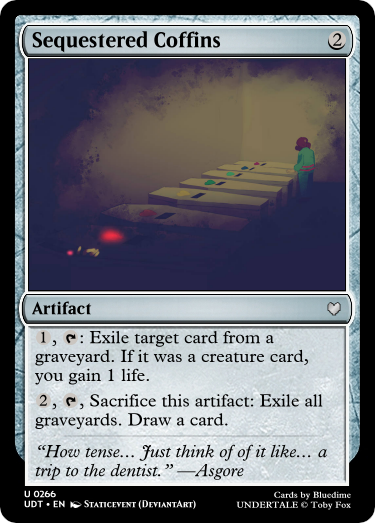 Sequestered Coffins 2
Artifact
1, : Exile target card from a
graveyard. If it was a creature card,
you gain 1 life.
2, , Sacrifice this artifact: Exile all
graveyards. Draw a card.
“How tense… Just think of of it like… a
trip to the dentist.” —Asgore
U 0266
UDT • EN STATICEVENT (DEVIANTART)
Cards by Bluedime
UNDERTALE © Toby Fox